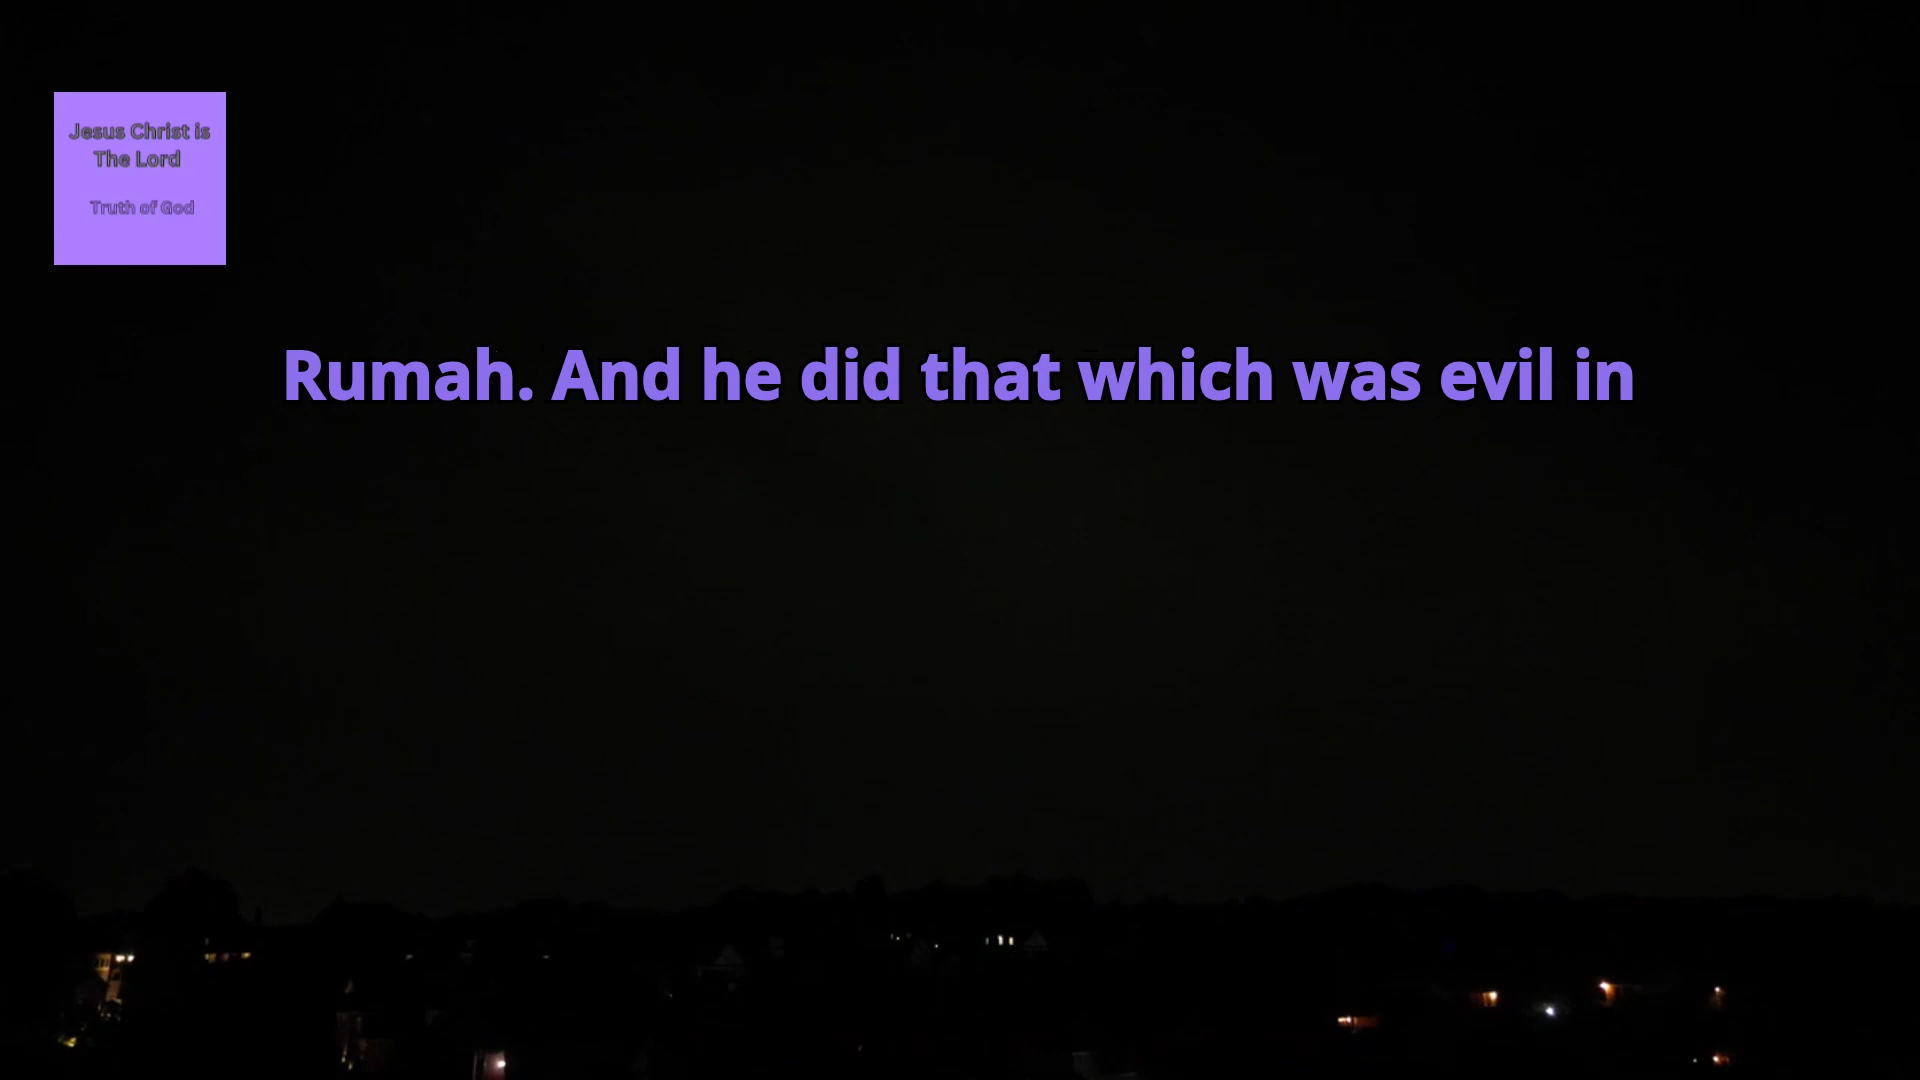 Jesus Christ is
The Lord
Truth of God
Rumah. And he did that which was evil in